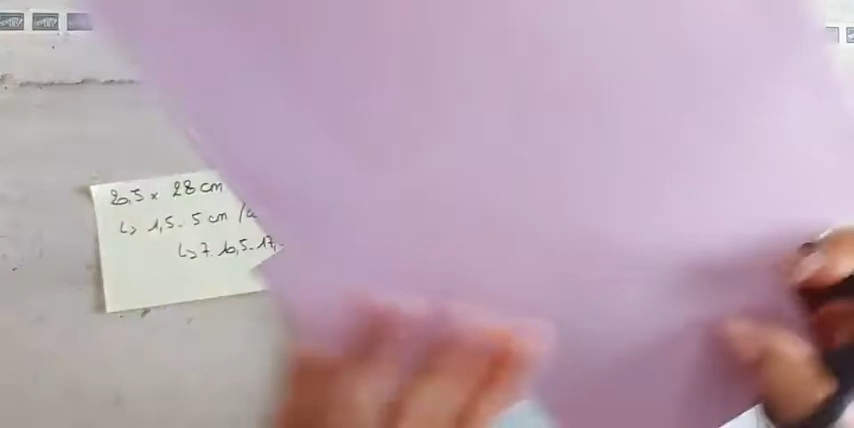 20,5 x 28 cm
↳ 1,5 - 5 cm /
↳ 7 - 10,5 - 17,